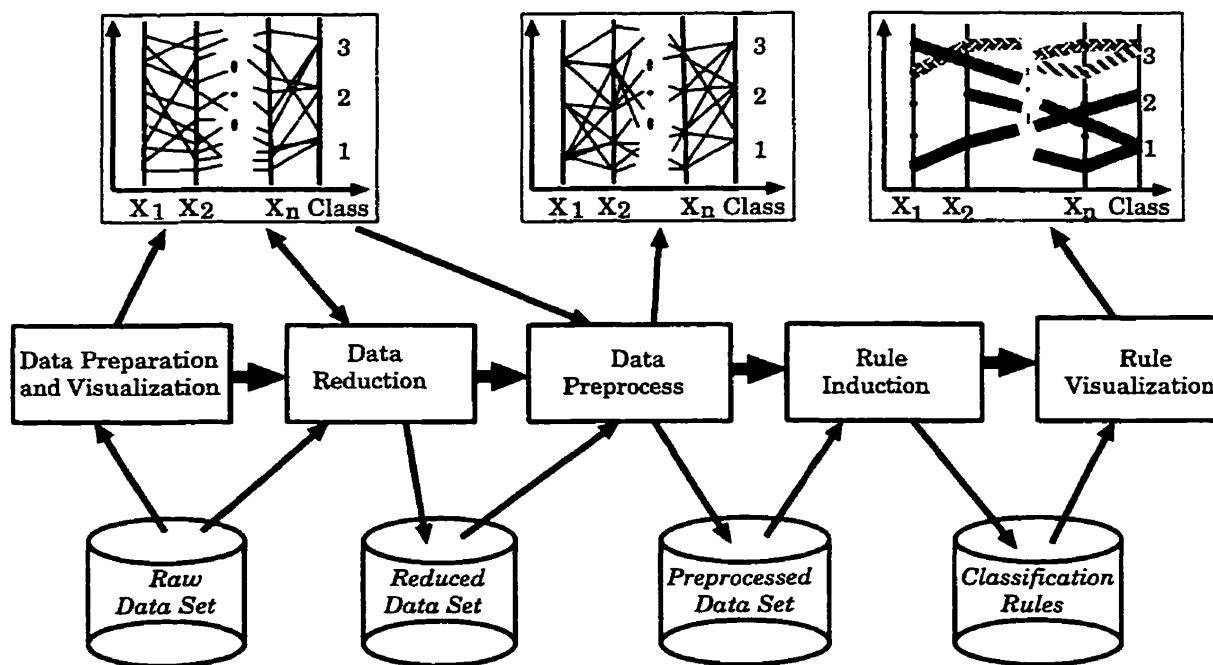 3
2
1
X1 X2 Xn Class
3
2
1
X1 X2 Xn Class
3
2
1
X1 X2 Xn Class
Data Preparation
and Visualization
Data
Reduction
Data
Preprocess
Rule
Induction
Rule
Visualization
Raw
Data Set
Reduced
Data Set
Preprocessed
Data Set
Classification
Rules